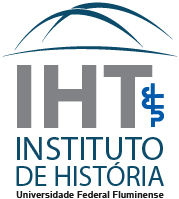 IHT
INSTITUTO
DE HISTÓRIA
Universidade Federal Fluminense